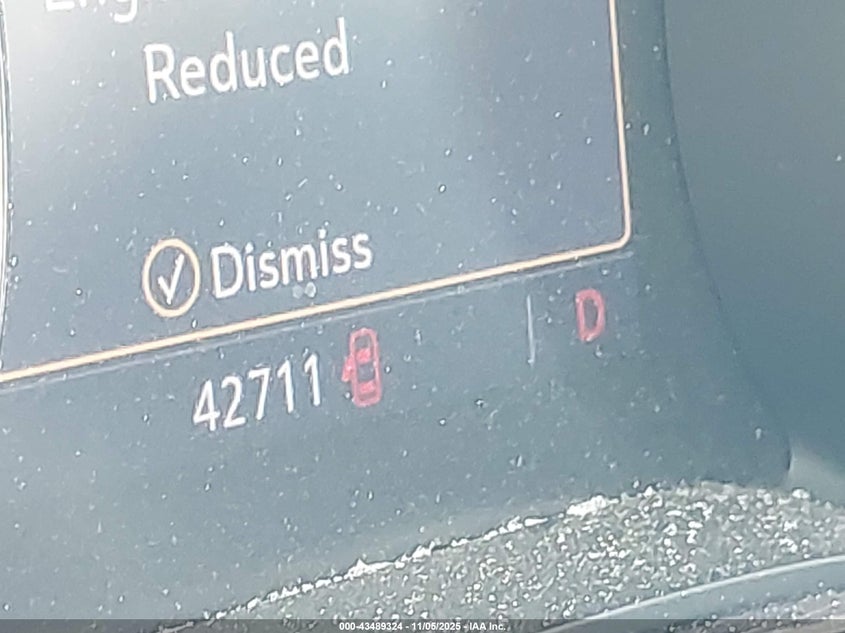 Reduced
Dismiss
42711
D
000-43489324 - 11/05/2025 - IAA Inc.